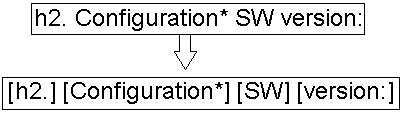 h2. Configuration* SW version:
[h2.] [Configuration*] [SW] [version:]